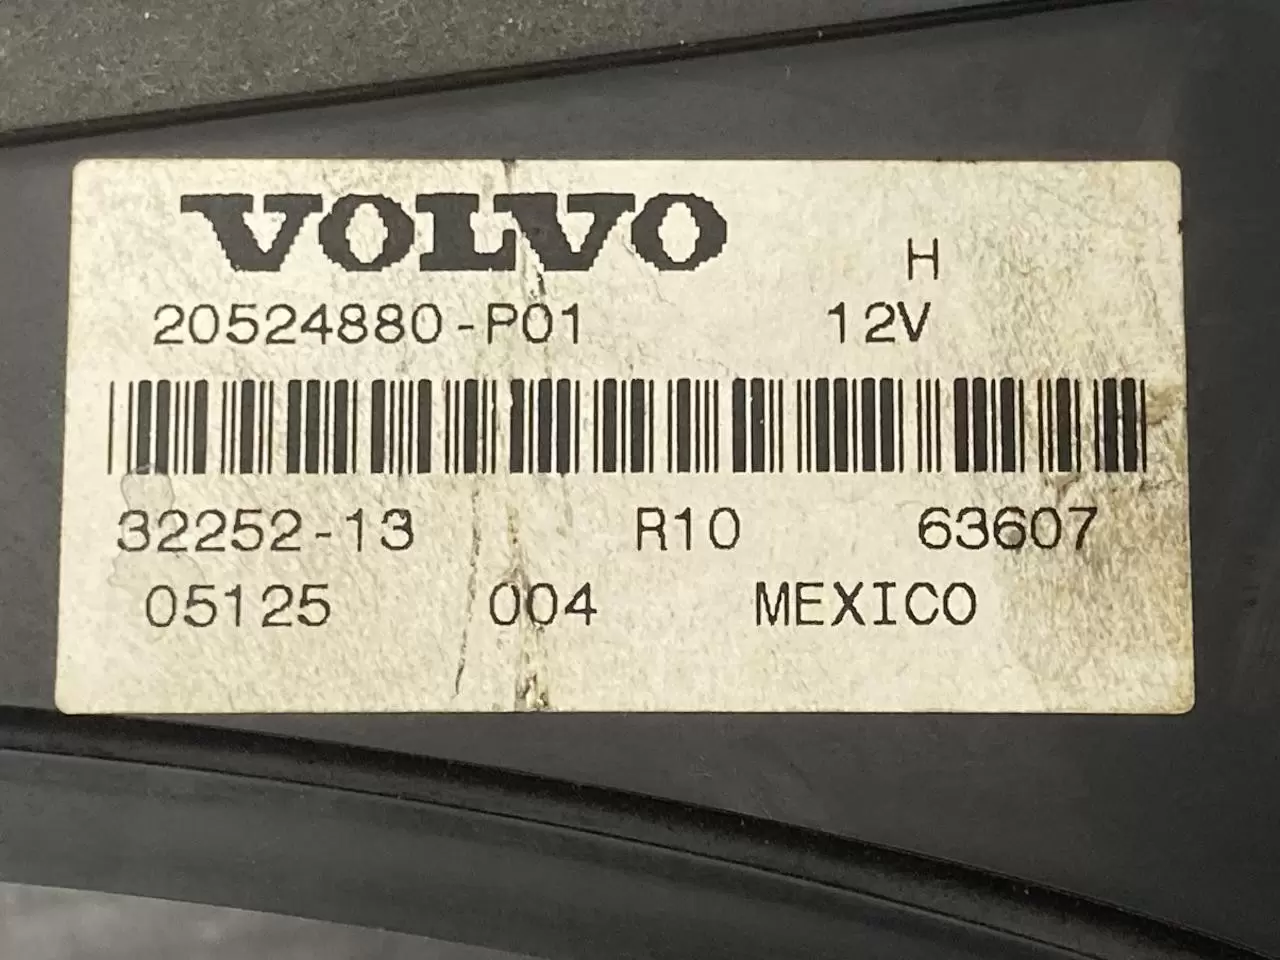 VOLVO
H
20524880-P01 12V
32252-13 R10 63607
05125 004 MEXICO